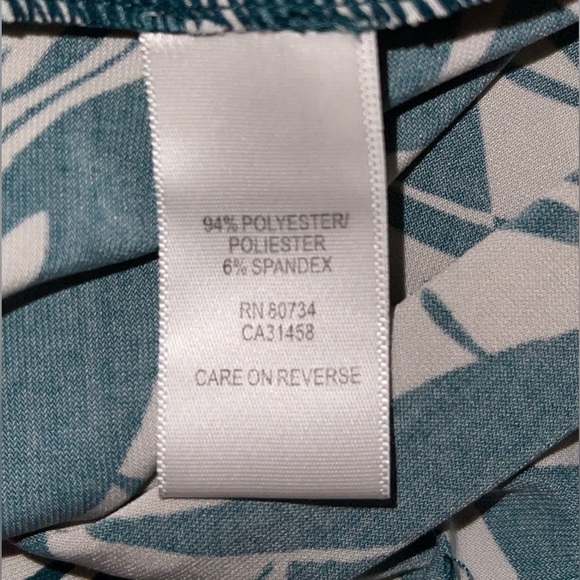 94% POLYESTER/
POLIESTER
6% SPANDEX
RN 80734
CA31458
CARE ON REVERSE